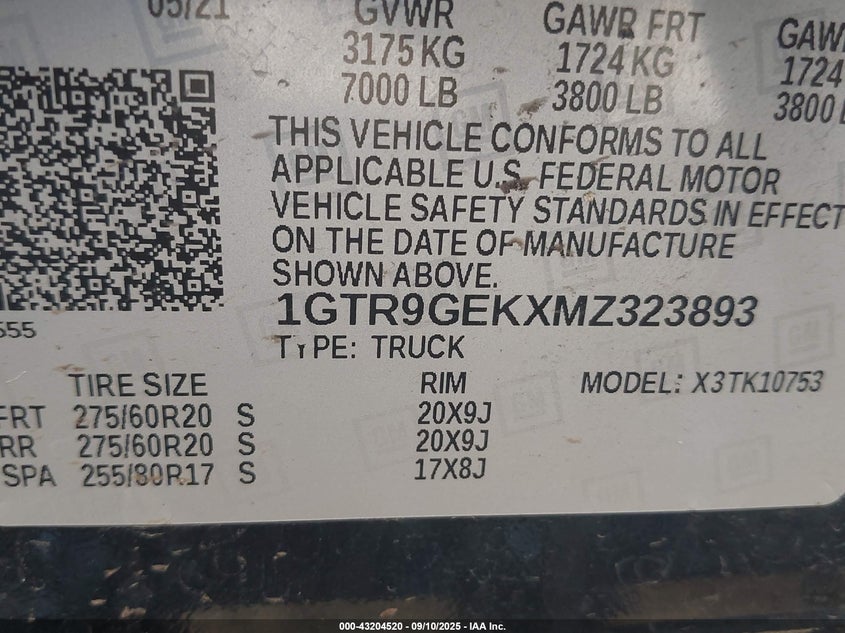 05/21 GVWR GAWR FRT GAWR
3175 KG 1724 KG 1724
7000 LB 3800 LB 3800
THIS VEHICLE CONFORMS TO ALL
APPLICABLE U.S. FEDERAL MOTOR
VEHICLE SAFETY STANDARDS IN EFFECT
ON THE DATE OF MANUFACTURE
SHOWN ABOVE.
1GTR9GEKXMZ323893
555
TYPE: TRUCK
TIRE SIZE RIM MODEL: X3TK10753
FRT 275/60R20 S 20X9J
RR 275/60R20 S 20X9J
SPA 255/80R17 S 17X8J
000-43204520 - 09/10/2025 - IAA Inc.